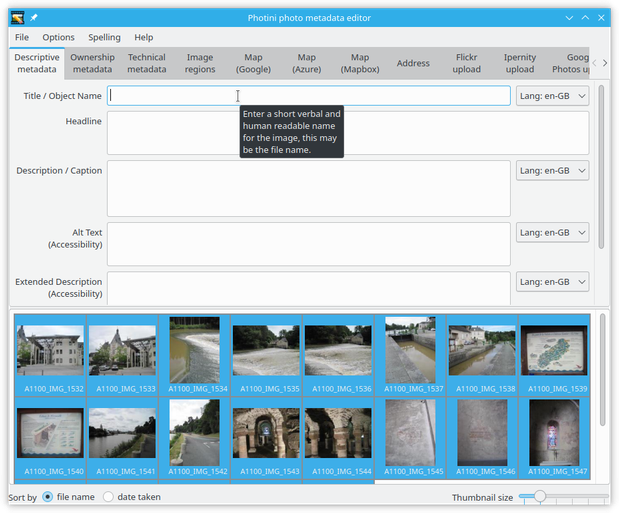 Photini photo metadata editor
File Options Spelling Help
Descriptive metadata
Ownership metadata
Technical metadata
Image regions
Map (Google)
Map (Azure)
Map (Mapbox)
Address
Flickr upload
Ipernity upload
Goog
Photos up
Title / Object Name
Lang: en-GB
Enter a short verbal and
human readable name
for the image, this may
be the file name.
Headline
Description / Caption
Lang: en-GB
Alt Text
(Accessibility)
Lang: en-GB
Extended Description
(Accessibility)
Lang: en-GB
A1100_IMG_1532 A1100_IMG_1533 A1100_IMG_1534 A1100_IMG_1535 A1100_IMG_1536 A1100_IMG_1537 A1100_IMG_1538 A1100_IMG_1539
A1100_IMG_1540 A1100_IMG_1541 A1100_IMG_1542 A1100_IMG_1543 A1100_IMG_1544 A1100_IMG_1545 A1100_IMG_1546 A1100_IMG_1547
Sort by file name date taken Thumbnail size